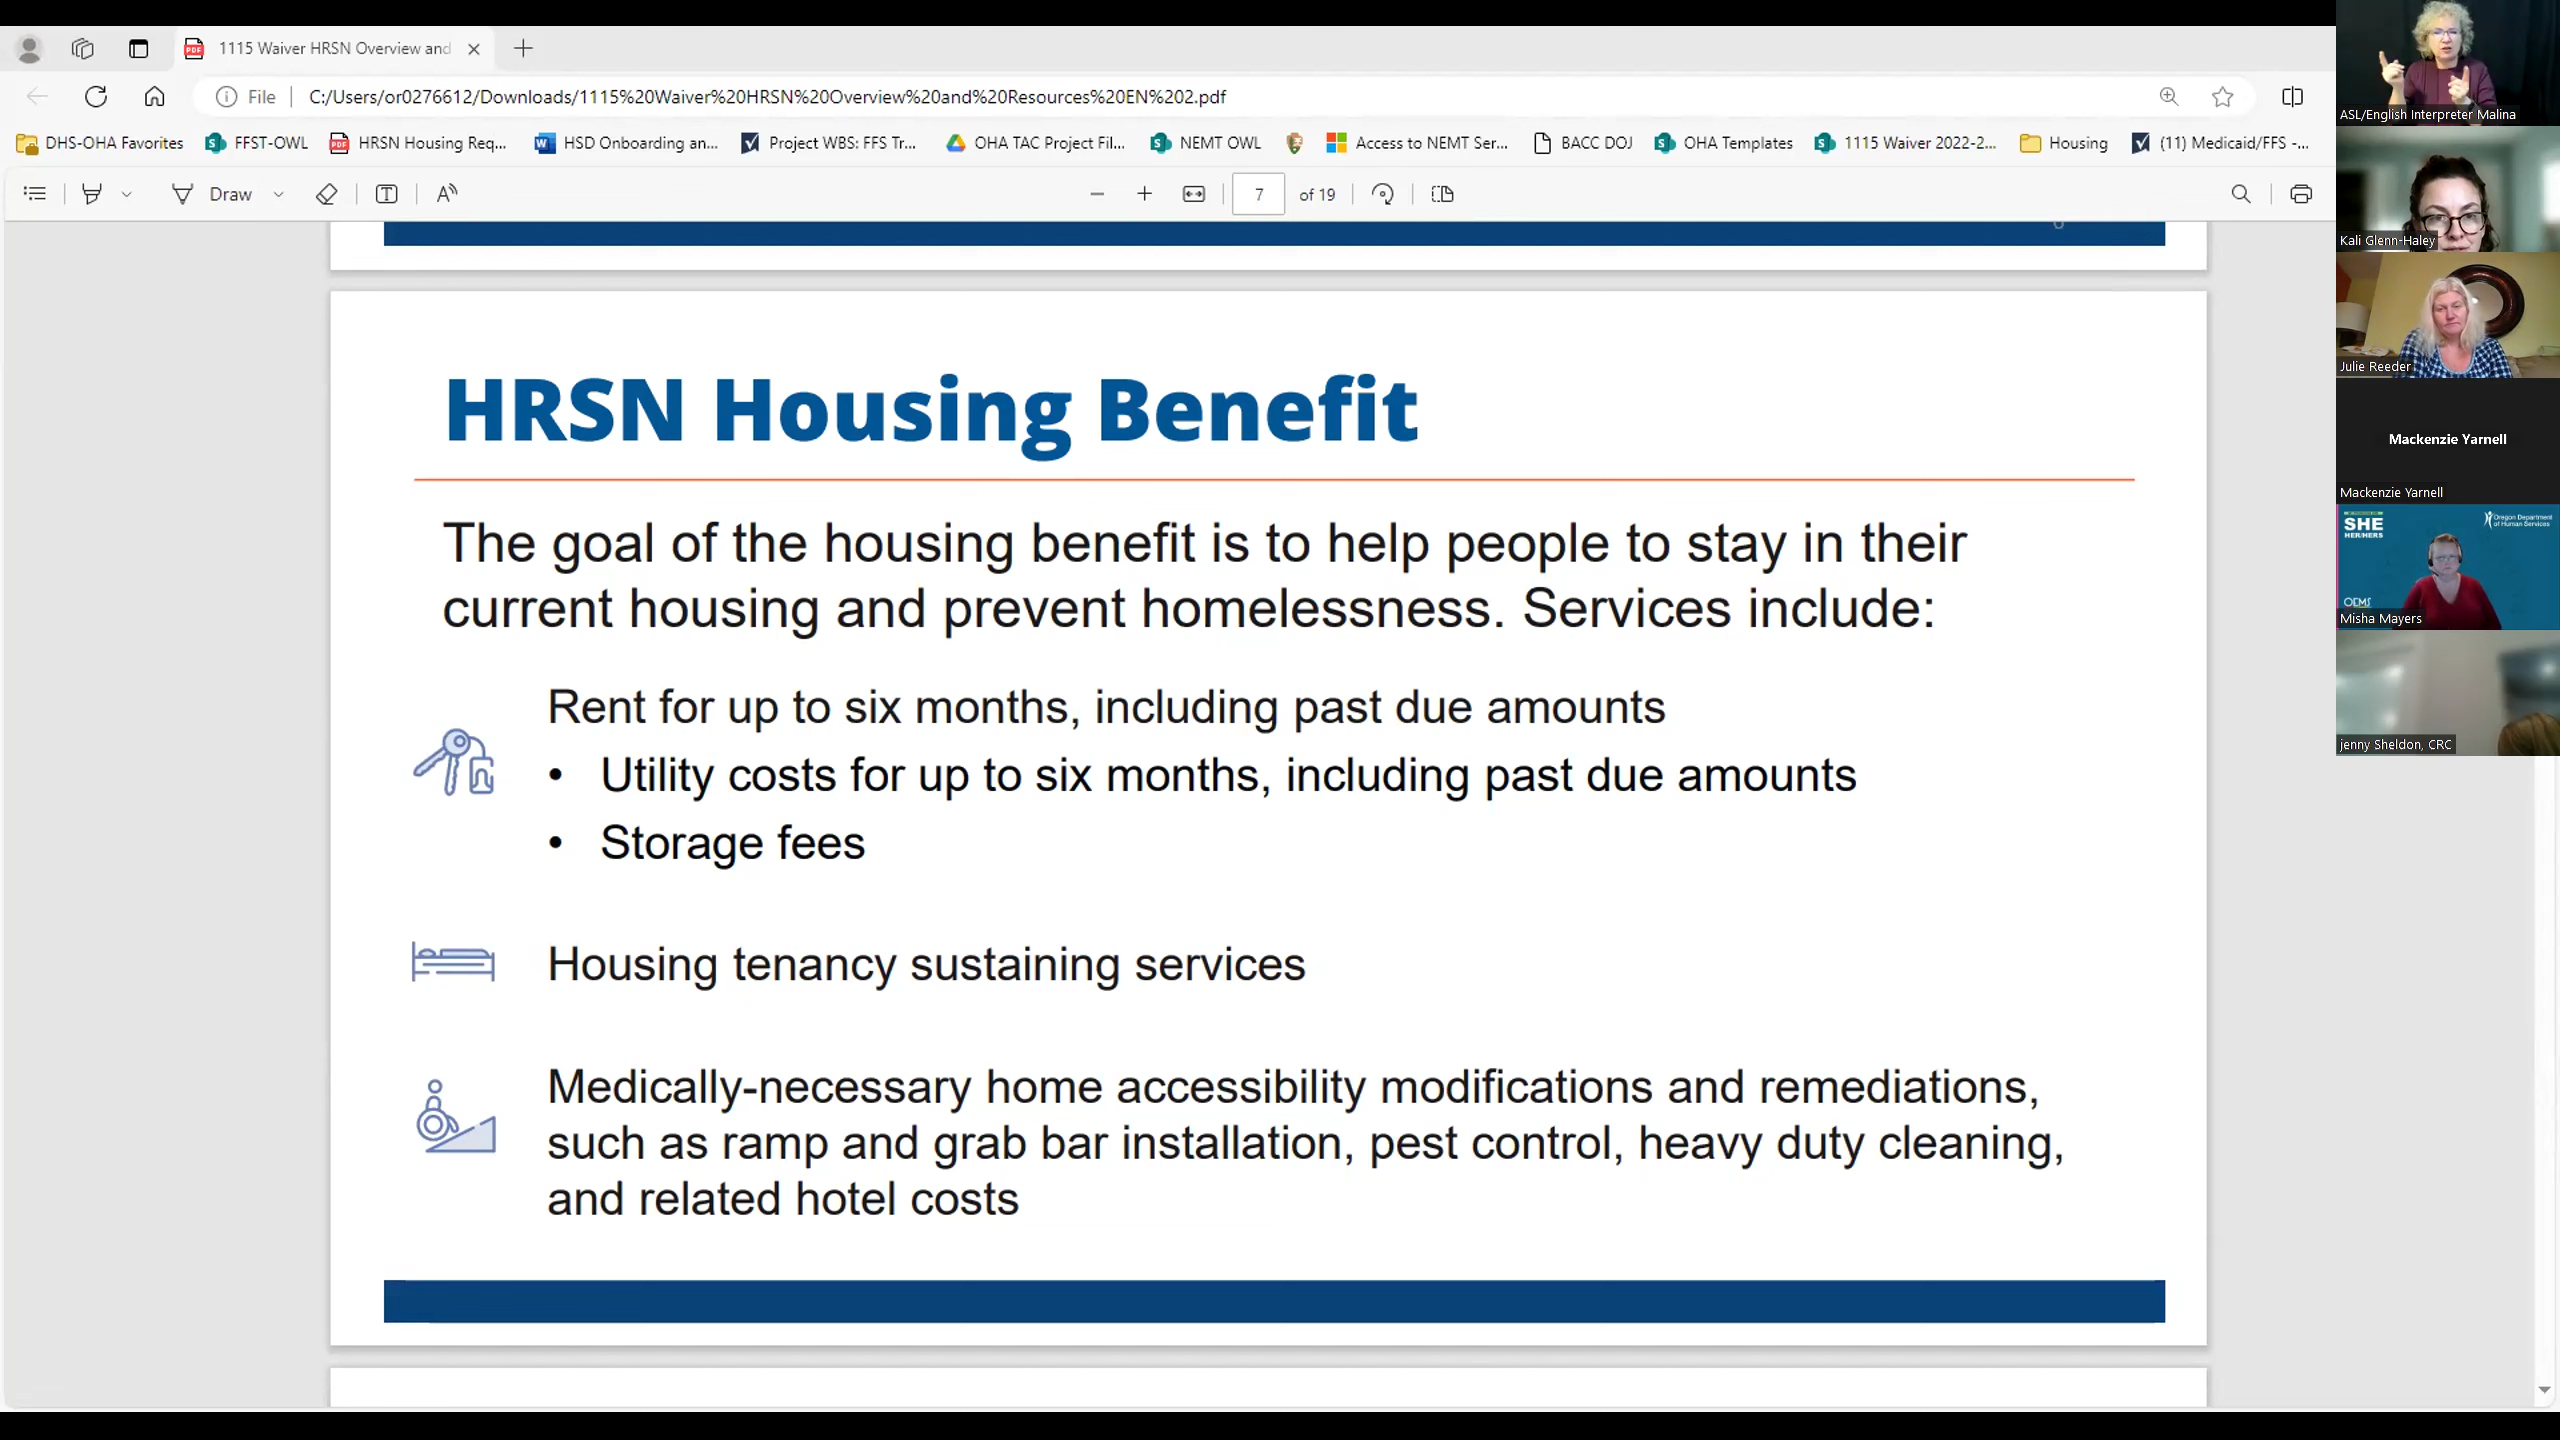 1115 Waiver HRSN Overview and
File
C:/Users/or0276612/Downloads/1115%20Waiver%20HRSN%20Overview%20and%20Resources%20EN%202.pdf
DHS-OHA Favorites
FFST-OWL
HRSN Housing Req...
HSD Onboarding an...
Project WBS: FFS Tr...
OHA TAC Project Fil...
NEMT OWL
Access to NEMT Ser...
BACC DOJ
OHA Templates
1115 Waiver 2022-2...
Housing
(11) Medicaid/FFS -...
Draw
7 of 19
HRSN Housing Benefit
The goal of the housing benefit is to help people to stay in their
current housing and prevent homelessness. Services include:
Rent for up to six months, including past due amounts
• Utility costs for up to six months, including past due amounts
• Storage fees
Housing tenancy sustaining services
Medically-necessary home accessibility modifications and remediations,
such as ramp and grab bar installation, pest control, heavy duty cleaning,
and related hotel costs
ASL/English Interpreter Malina
Kali Glenn-Haley
Julie Reeder
Mackenzie Yarnell
Mackenzie Yarnell
SHE
HER/HERS
Oregon Department
of Human Services
OEMS
Misha Mayers
jenny Sheldon, CRC